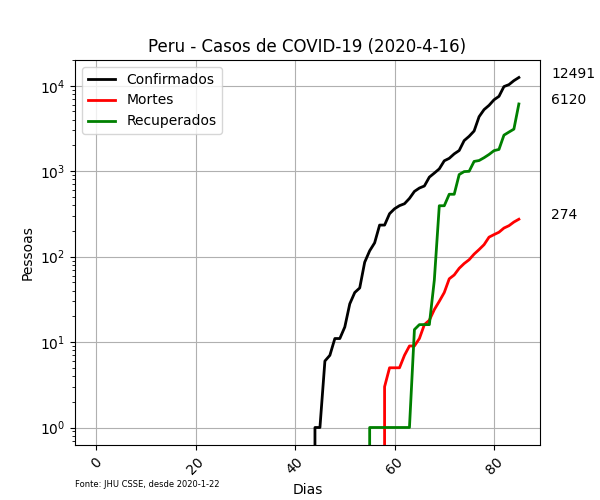 Peru - Casos de COVID-19 (2020-4-16)
Confirmados
Mortes
Recuperados
12491
6120
274
10⁴
10³
10²
10¹
10⁰
Pessoas
0
20
40
60
80
Dias
Fonte: JHU CSSE, desde 2020-1-22